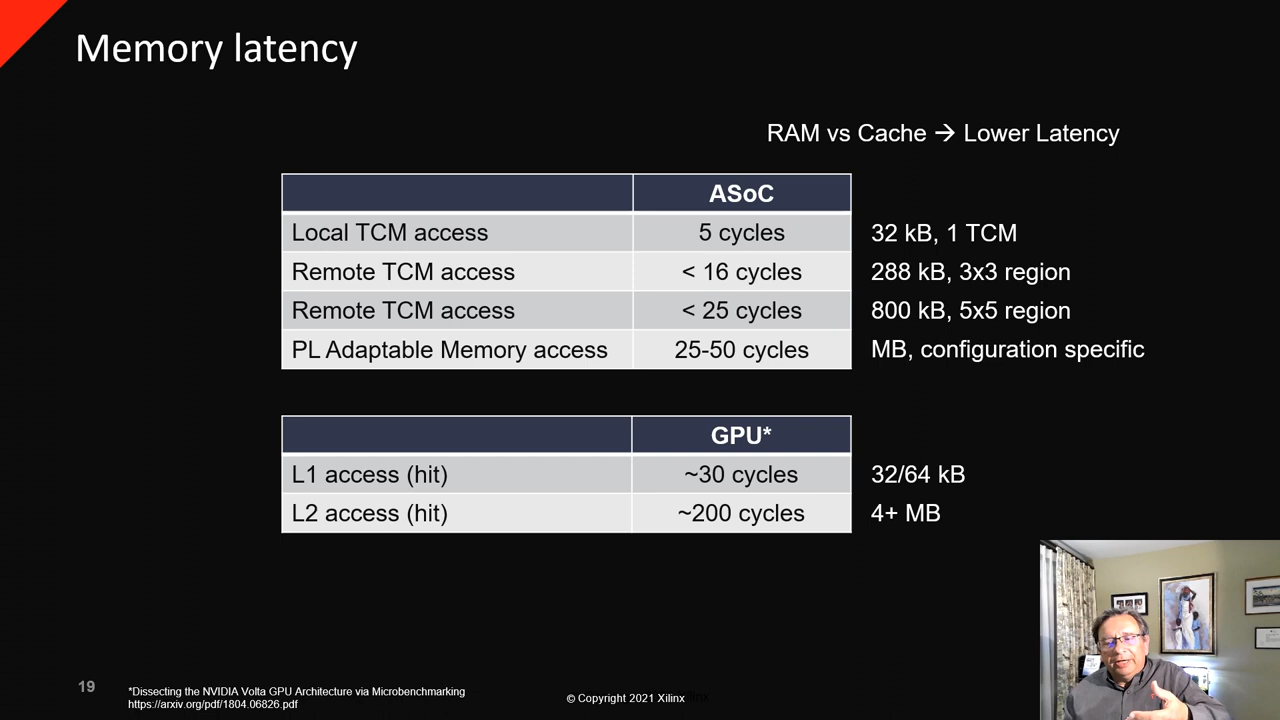 Memory latency
RAM vs Cache → Lower Latency
ASoC
Local TCM access 5 cycles 32 kB, 1 TCM
Remote TCM access < 16 cycles 288 kB, 3x3 region
Remote TCM access < 25 cycles 800 kB, 5x5 region
PL Adaptable Memory access 25-50 cycles MB, configuration specific
GPU*
L1 access (hit) ~30 cycles 32/64 kB
L2 access (hit) ~200 cycles 4+ MB
19
*Dissecting the NVIDIA Volta GPU Architecture via Microbenchmarking
https://arxiv.org/pdf/1804.06826.pdf
© Copyright 2021 Xilinx